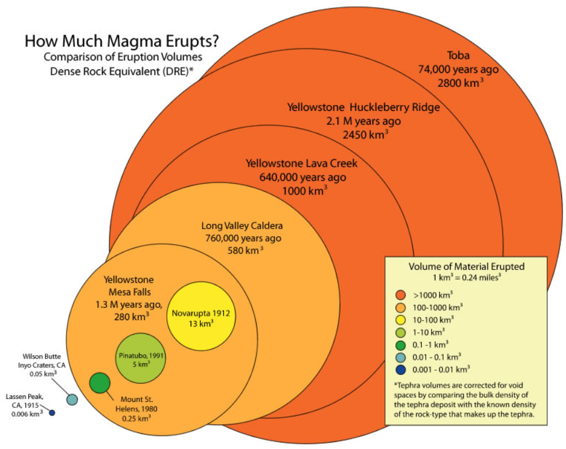 How Much Magma Erupts?
Comparison of Eruption Volumes
Dense Rock Equivalent (DRE)*
Toba
74,000 years ago
2800 km³
Yellowstone Huckleberry Ridge
2.1 M years ago
2450 km³
Yellowstone Lava Creek
640,000 years ago
1000 km³
Long Valley Caldera
760,000 years ago
580 km³
Yellowstone
Mesa Falls
1.3 M years ago,
280 km³
Novarupta 1912
13 km³
Pinatubo, 1991
5 km³
Wilson Butte
Inyo Craters, CA
0.05 km³
Lassen Peak,
CA, 1915
0.006 km³
Mount St.
Helens, 1980
0.25 km³
Volume of Material Erupted
1 km³ = 0.24 miles³
>1000 km³
100-1000 km³
10-100 km³
1-10 km³
0.1 -1 km³
0.01 - 0.1 km³
0.001 - 0.01 km³
*Tephra volumes are corrected for void
spaces by comparing the bulk density of
the tephra deposit with the known density
of the rock-type that makes up the tephra.